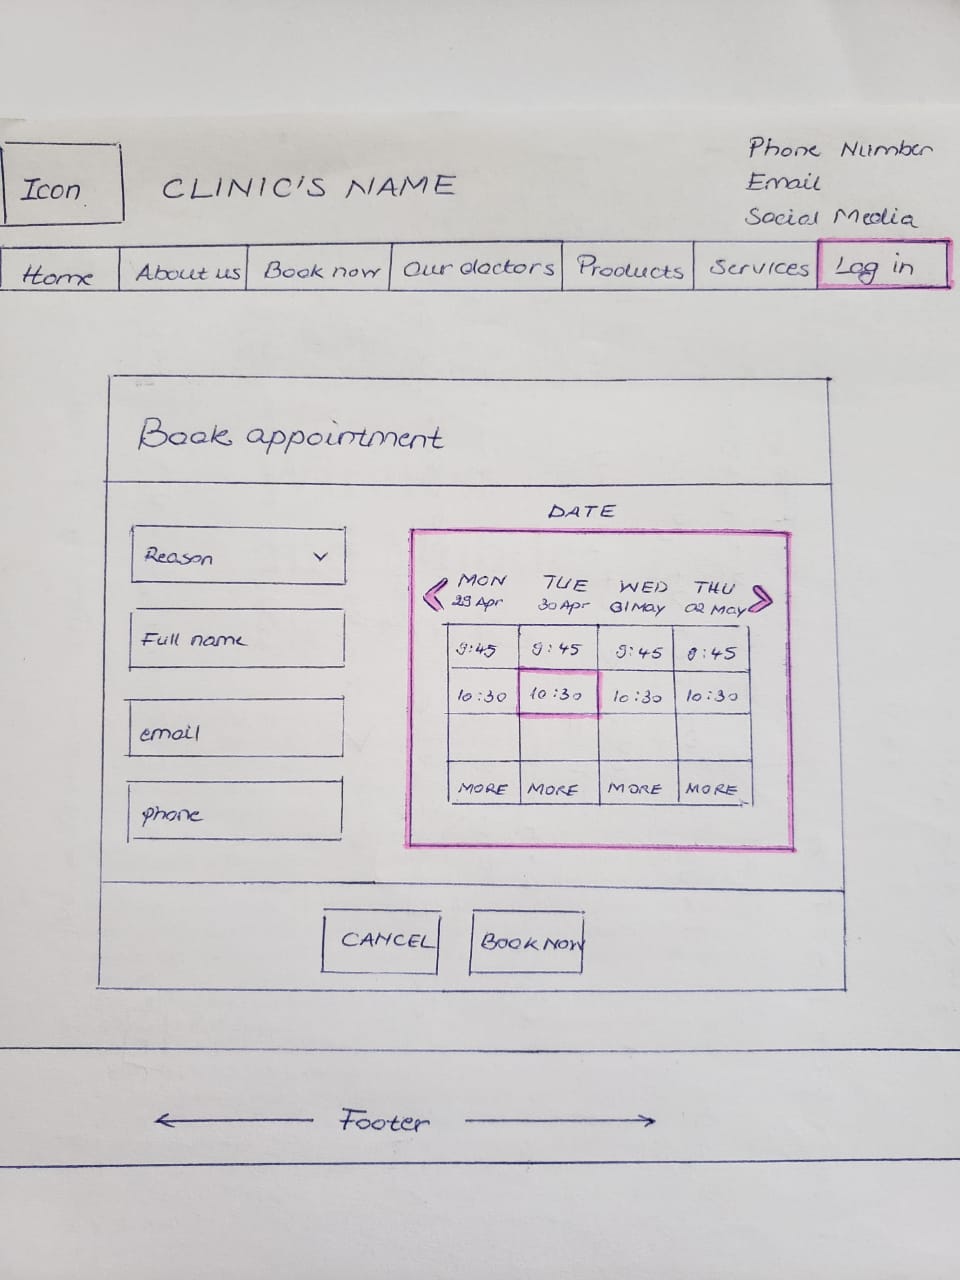 Icon
CLINIC'S NAME
Phone Number
Email
Social Media
Home About us Book now Our doctors Products Services Log in
Book appointment
DATE
Reason
Full name
email
phone
MON TUE WED THU
29 Apr 30 Apr 01 May 02 May
9:45 9:45 9:45 9:45
10:30 10:30 10:30 10:30
MORE MORE MORE MORE
CANCEL BOOK NOW
Footer